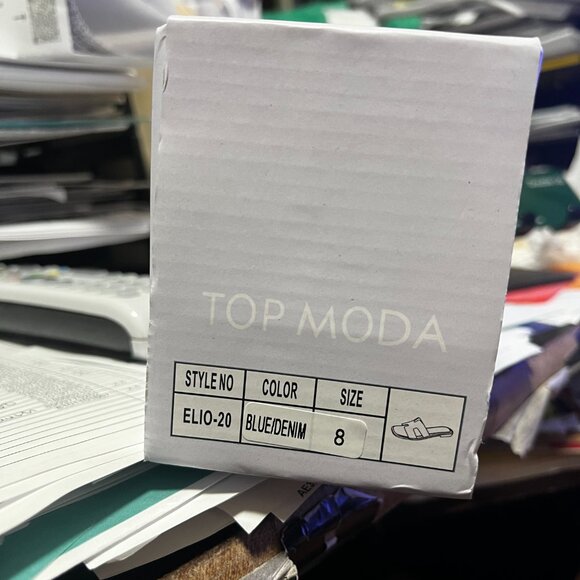 TOP MODA
STYLE NO COLOR SIZE
ELIO-20 BLUE/DENIM 8